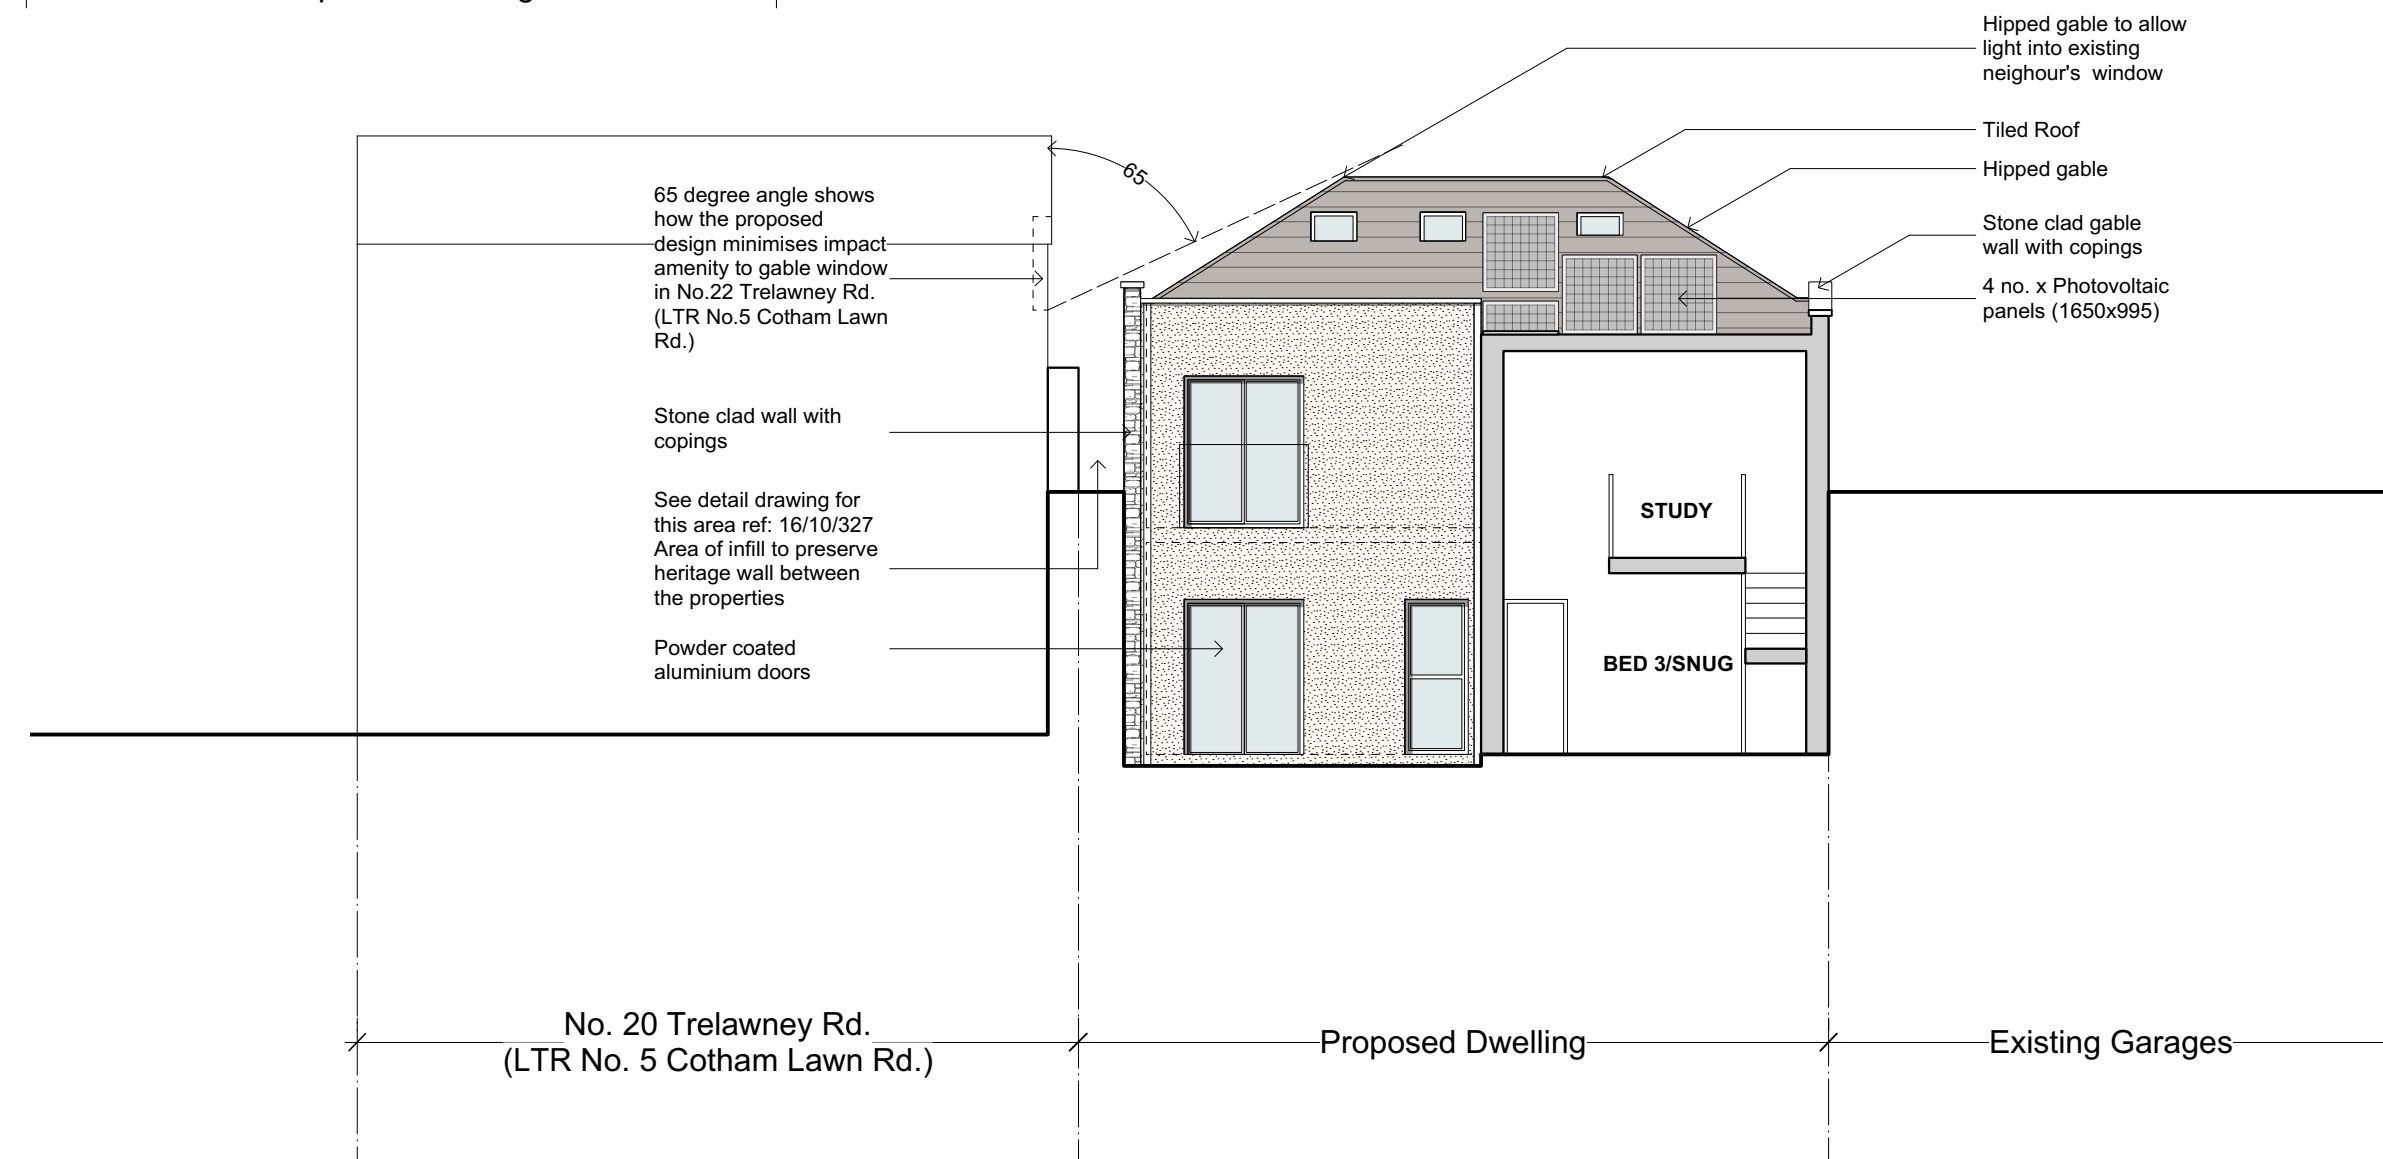 Hipped gable to allow
light into existing
neighour's window
Tiled Roof
Hipped gable
Stone clad gable
wall with copings
4 no. x Photovoltaic
panels (1650x995)
65
65 degree angle shows
how the proposed
design minimises impact
amenity to gable window
in No.22 Trelawney Rd.
(LTR No.5 Cotham Lawn
Rd.)
Stone clad wall with
copings
See detail drawing for
this area ref: 16/10/327
Area of infill to preserve
heritage wall between
the properties
Powder coated
aluminium doors
STUDY
BED 3/SNUG
No. 20 Trelawney Rd.
(LTR No. 5 Cotham Lawn Rd.)
Proposed Dwelling
Existing Garages